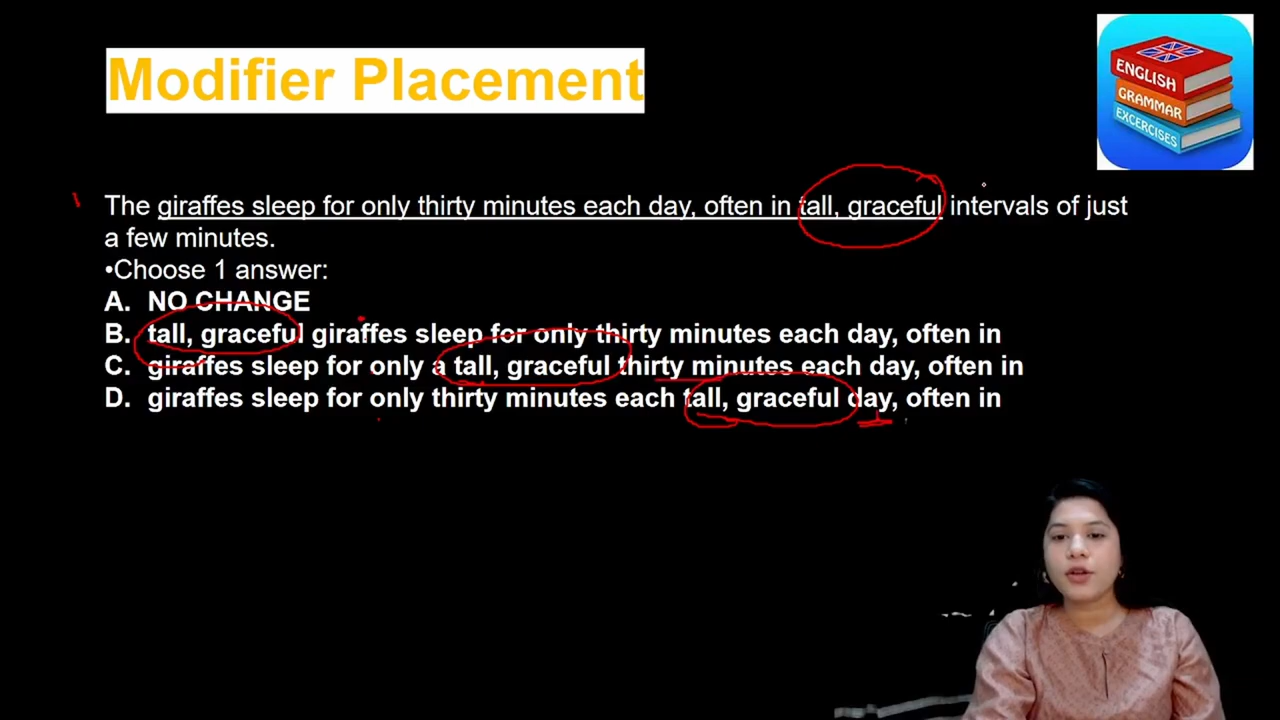 Modifier Placement
ENGLISH
GRAMMAR
EXCERCISES
The giraffes sleep for only thirty minutes each day, often in tall, graceful intervals of just
a few minutes.
•Choose 1 answer:
A. NO CHANGE
B. tall, graceful giraffes sleep for only thirty minutes each day, often in
C. giraffes sleep for only a tall, graceful thirty minutes each day, often in
D. giraffes sleep for only thirty minutes each tall, graceful day, often in